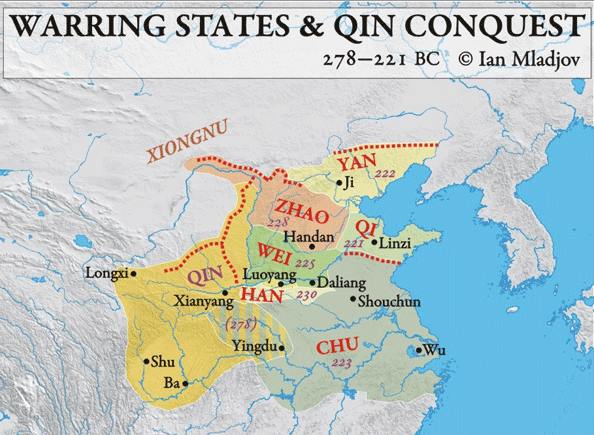 WARRING STATES & QIN CONQUEST
278–221 BC © Ian Mladjov
XIONGNU
YAN
222
Ji
ZHAO
228
Handan
QI
221
Linzi
WEI
225
QIN
Longxi
Luoyang
Daliang
HAN
230
Xianyang
Shouchun
(278)
Yingdu
CHU
223
Wu
Shu
Ba